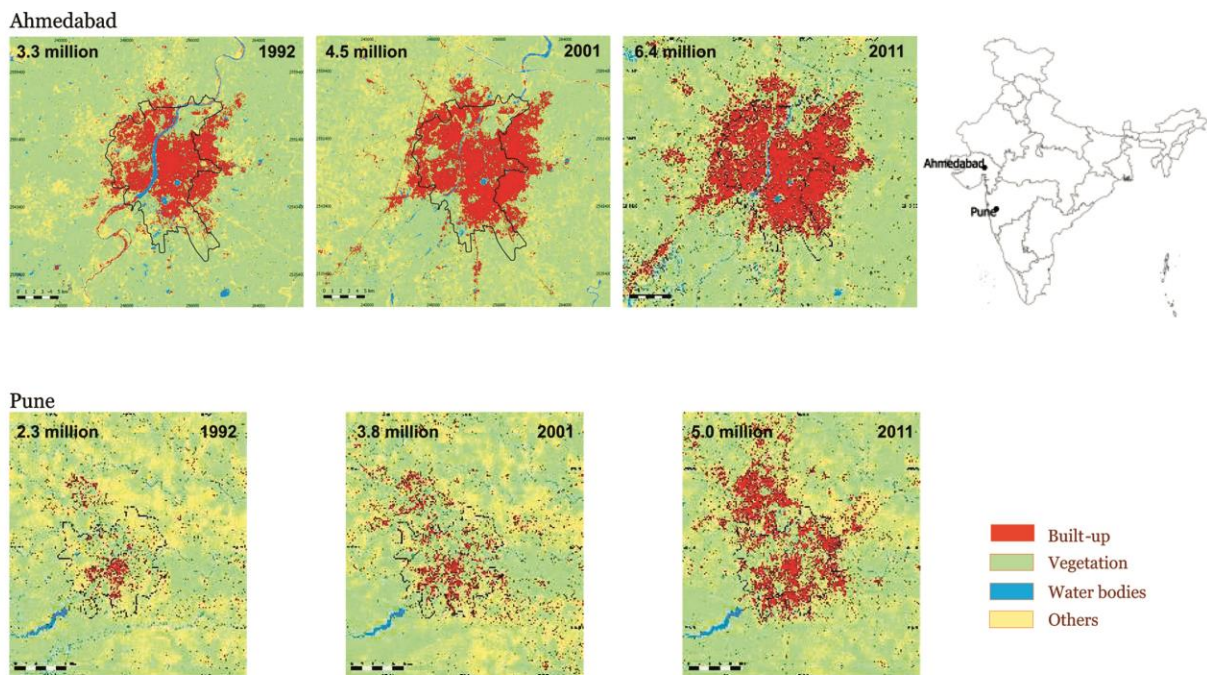 Ahmedabad
3.3 million 1992
4.5 million 2001
6.4 million 2011
Ahmedabad
Pune
Pune
2.3 million 1992
3.8 million 2001
5.0 million 2011
Built-up
Vegetation
Water bodies
Others